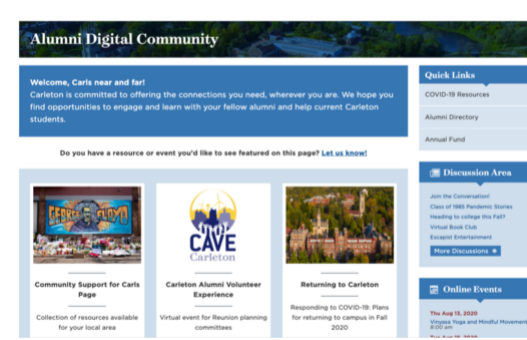 Alumni Digital Community
Welcome, Carls near and far!
Carleton is committed to offering the connections you need, wherever you are. We hope you
find opportunities to engage and learn with your fellow alumni and help current Carleton
students.
Do you have a resource or event you'd like to see featured on this page? Let us know!
GEORGE FLOYD
Community Support for Carls
Page
Collection of resources available
for your local area
CAVE
Carleton
Carleton Alumni Volunteer
Experience
Virtual event for Reunion planning
committees
Returning to Carleton
Responding to COVID-19: Plans
for returning to campus in Fall
2020
Quick Links
COVID-19 Resources
Alumni Directory
Annual Fund
Discussion Area
Join the Conversation!
Class of 1985 Pandemic Stories
Heading to college this Fall?
Virtual Book Club
Escapist Entertainment
More Discussions
Online Events
Thu Aug 13, 2020
Vinyasa Yoga and Mindful Movement
8:00 am